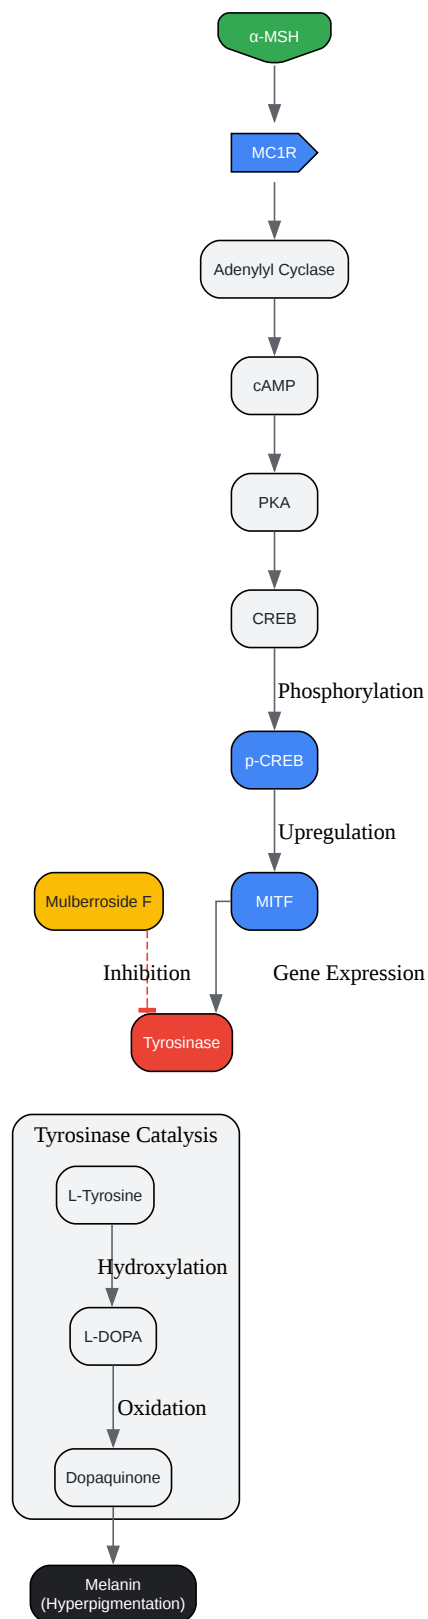 α-MSH
MC1R
Adenylyl Cyclase
cAMP
PKA
CREB
Phosphorylation
p-CREB
Upregulation
Mulberroside F
MITF
Inhibition
Gene Expression
Tyrosinase
Tyrosinase Catalysis
L-Tyrosine
Hydroxylation
L-DOPA
Oxidation
Dopaquinone
Melanin
(Hyperpigmentation)